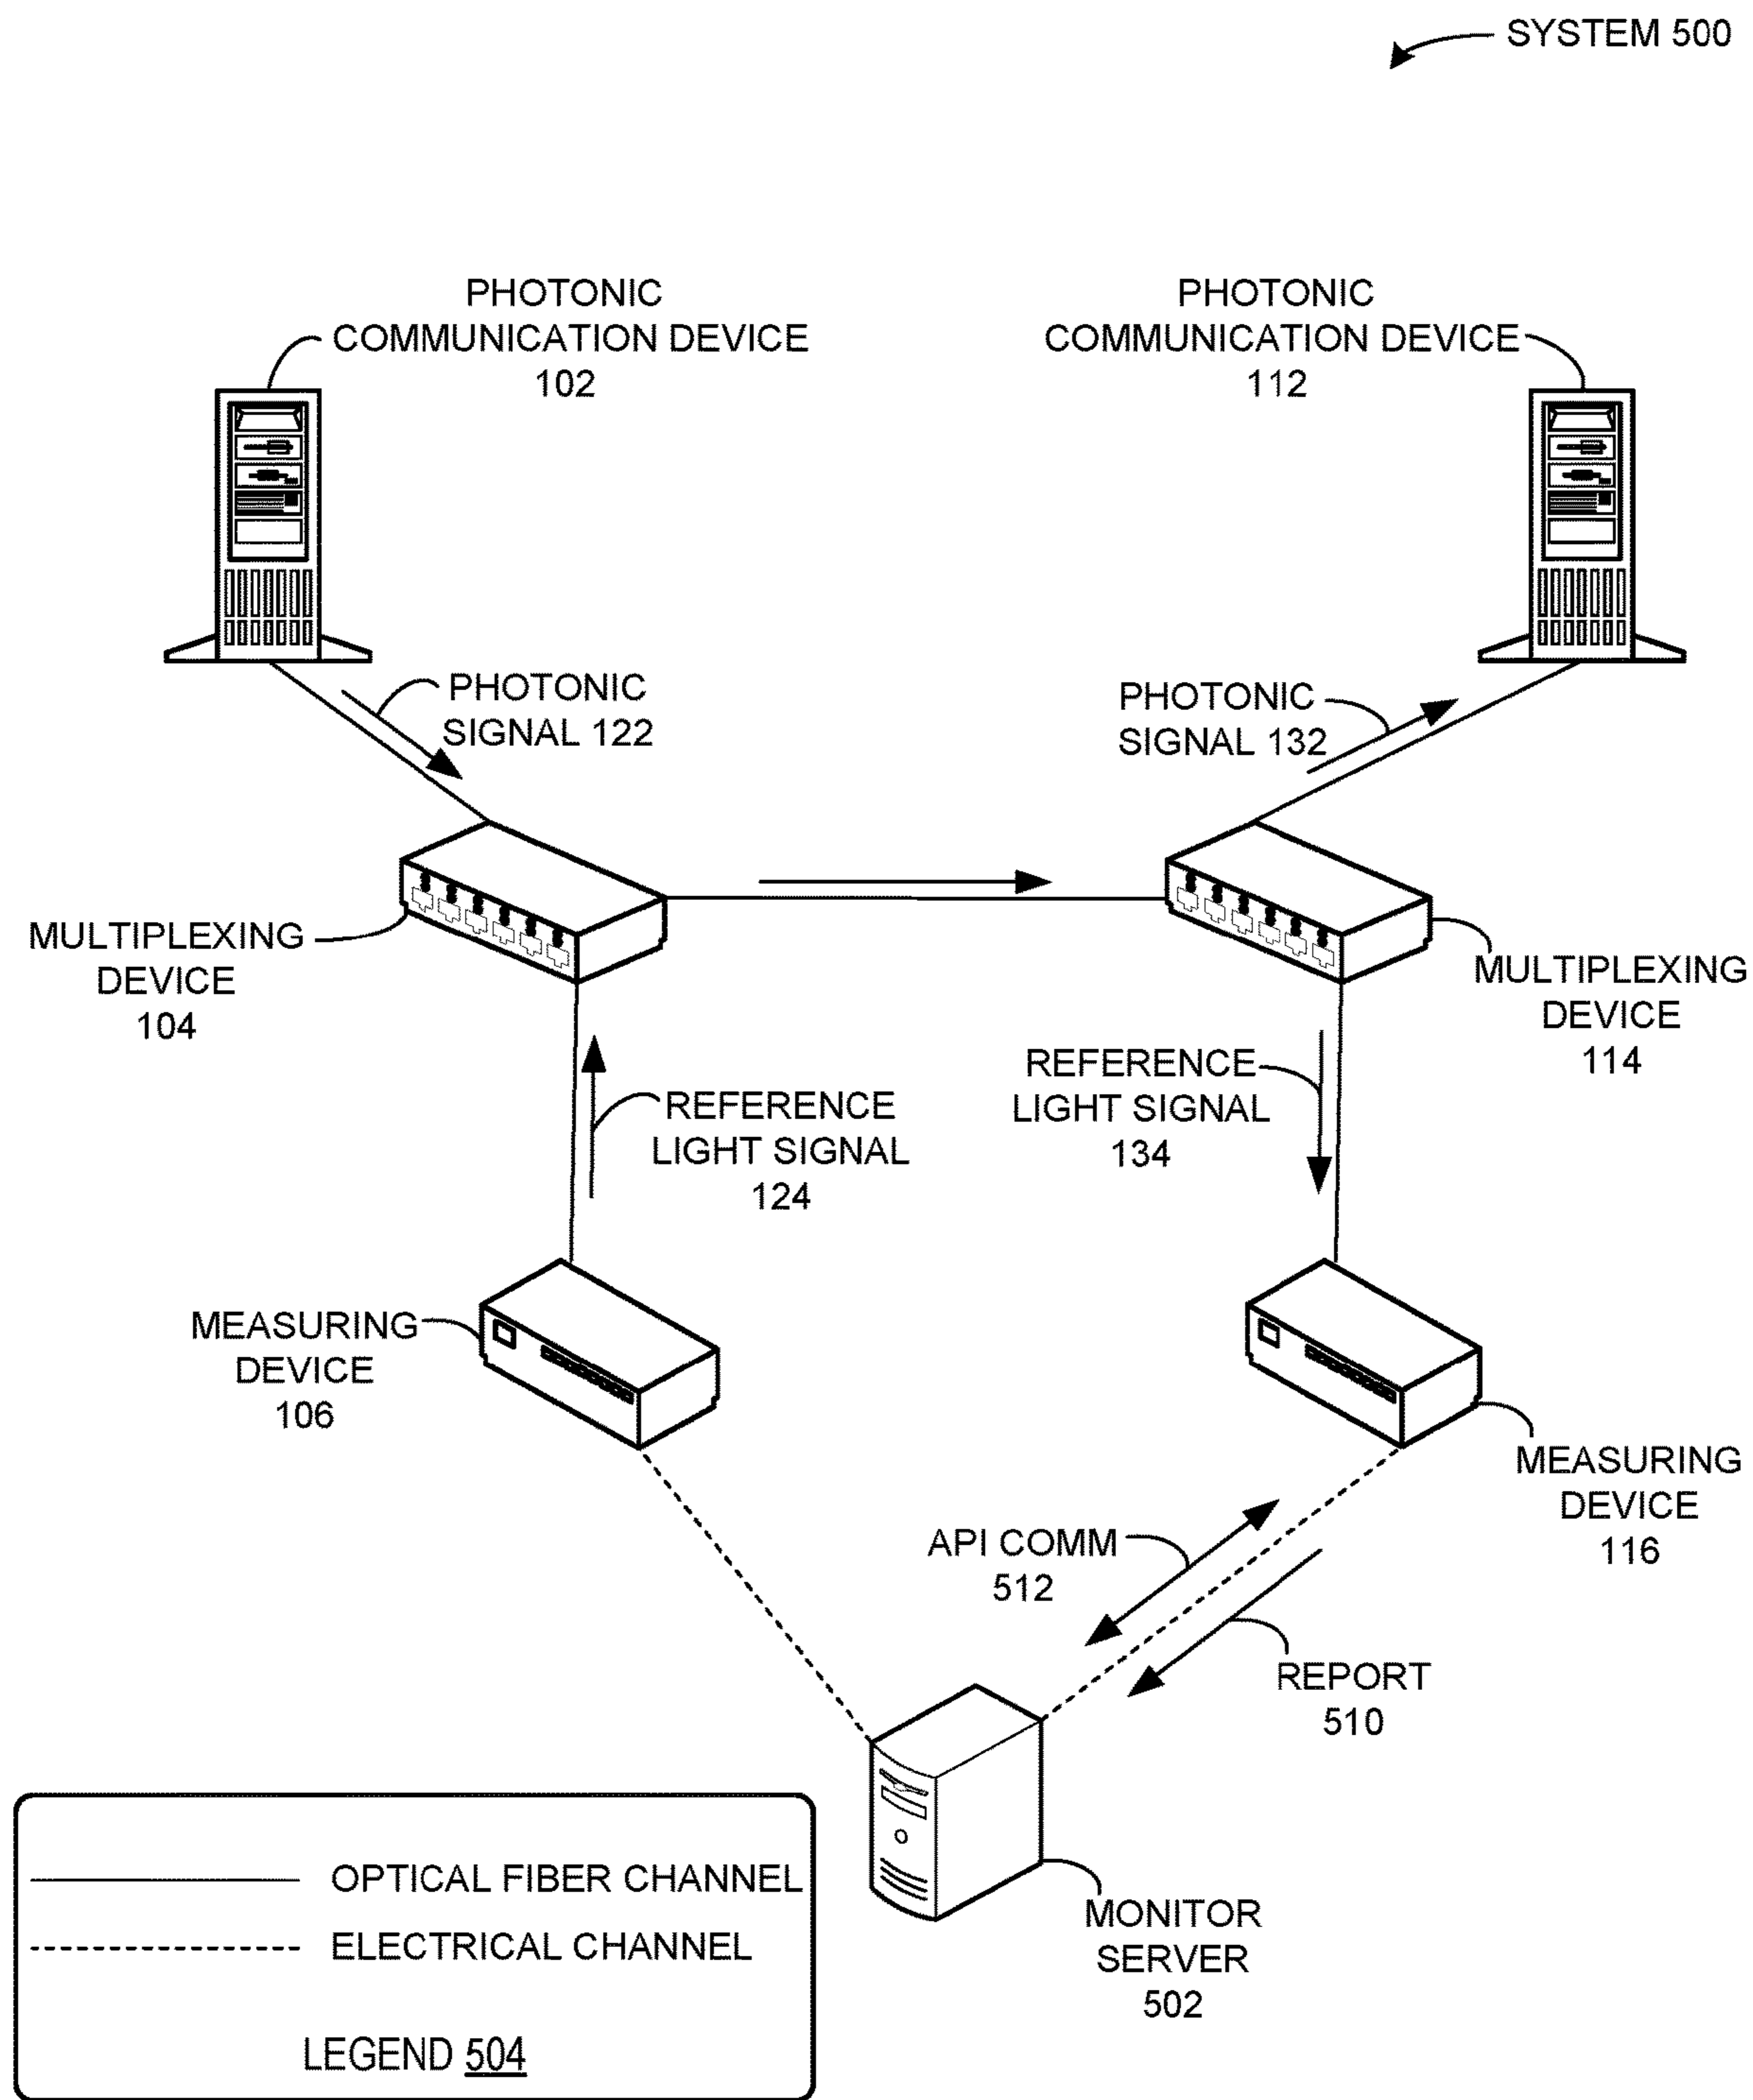 SYSTEM 500
PHOTONIC
COMMUNICATION DEVICE
102
PHOTONIC
COMMUNICATION DEVICE
112
PHOTONIC
SIGNAL 122
PHOTONIC
SIGNAL 132
MULTIPLEXING
DEVICE
104
MULTIPLEXING
DEVICE
114
REFERENCE
LIGHT SIGNAL
124
REFERENCE
LIGHT SIGNAL
134
MEASURING
DEVICE
106
MEASURING
DEVICE
116
API COMM
512
REPORT
510
MONITOR
SERVER
502
OPTICAL FIBER CHANNEL
ELECTRICAL CHANNEL
LEGEND 504